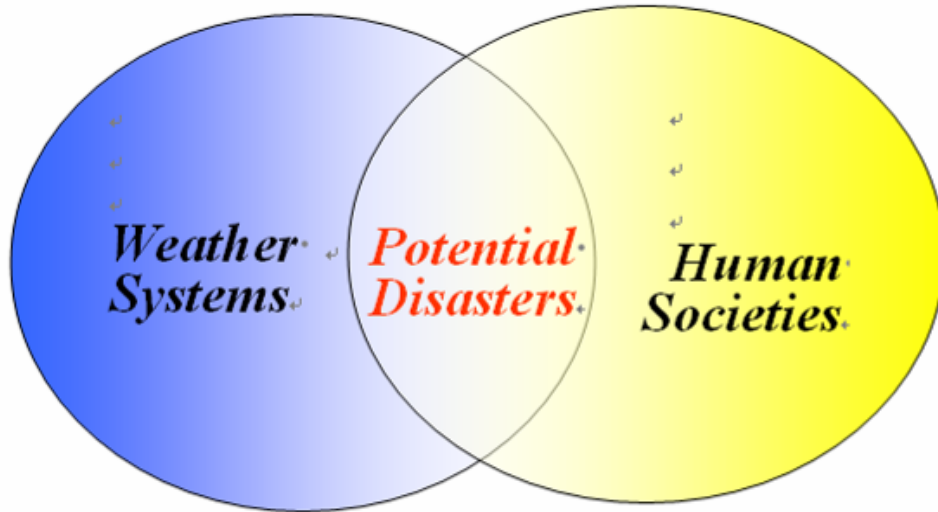 Weather
Systems
Potential
Disasters
Human
Societies